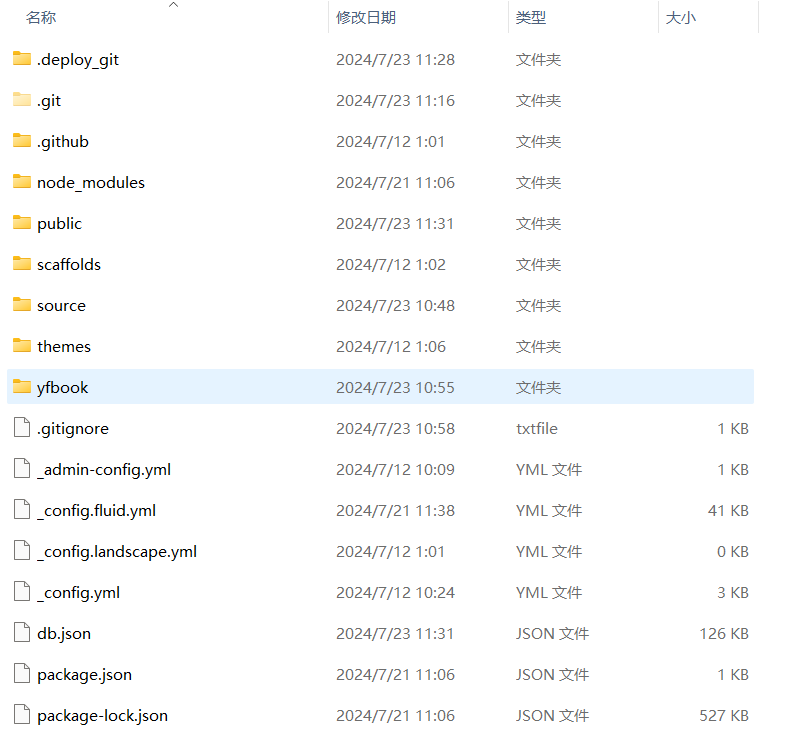 名称 修改日期 类型 大小
.deploy_git 2024/7/23 11:28 文件夹
.git 2024/7/23 11:16 文件夹
.github 2024/7/12 1:01 文件夹
node_modules 2024/7/21 11:06 文件夹
public 2024/7/23 11:31 文件夹
scaffolds 2024/7/12 1:02 文件夹
source 2024/7/23 10:48 文件夹
themes 2024/7/12 1:06 文件夹
yfbook 2024/7/23 10:55 文件夹
.gitignore 2024/7/23 10:58 txtfile 1 KB
_admin-config.yml 2024/7/12 10:09 YML 文件 1 KB
_config.fluid.yml 2024/7/21 11:38 YML 文件 41 KB
_config.landscape.yml 2024/7/12 1:01 YML 文件 0 KB
_config.yml 2024/7/12 10:24 YML 文件 3 KB
db.json 2024/7/23 11:31 JSON 文件 126 KB
package.json 2024/7/21 11:06 JSON 文件 1 KB
package-lock.json 2024/7/21 11:06 JSON 文件 527 KB